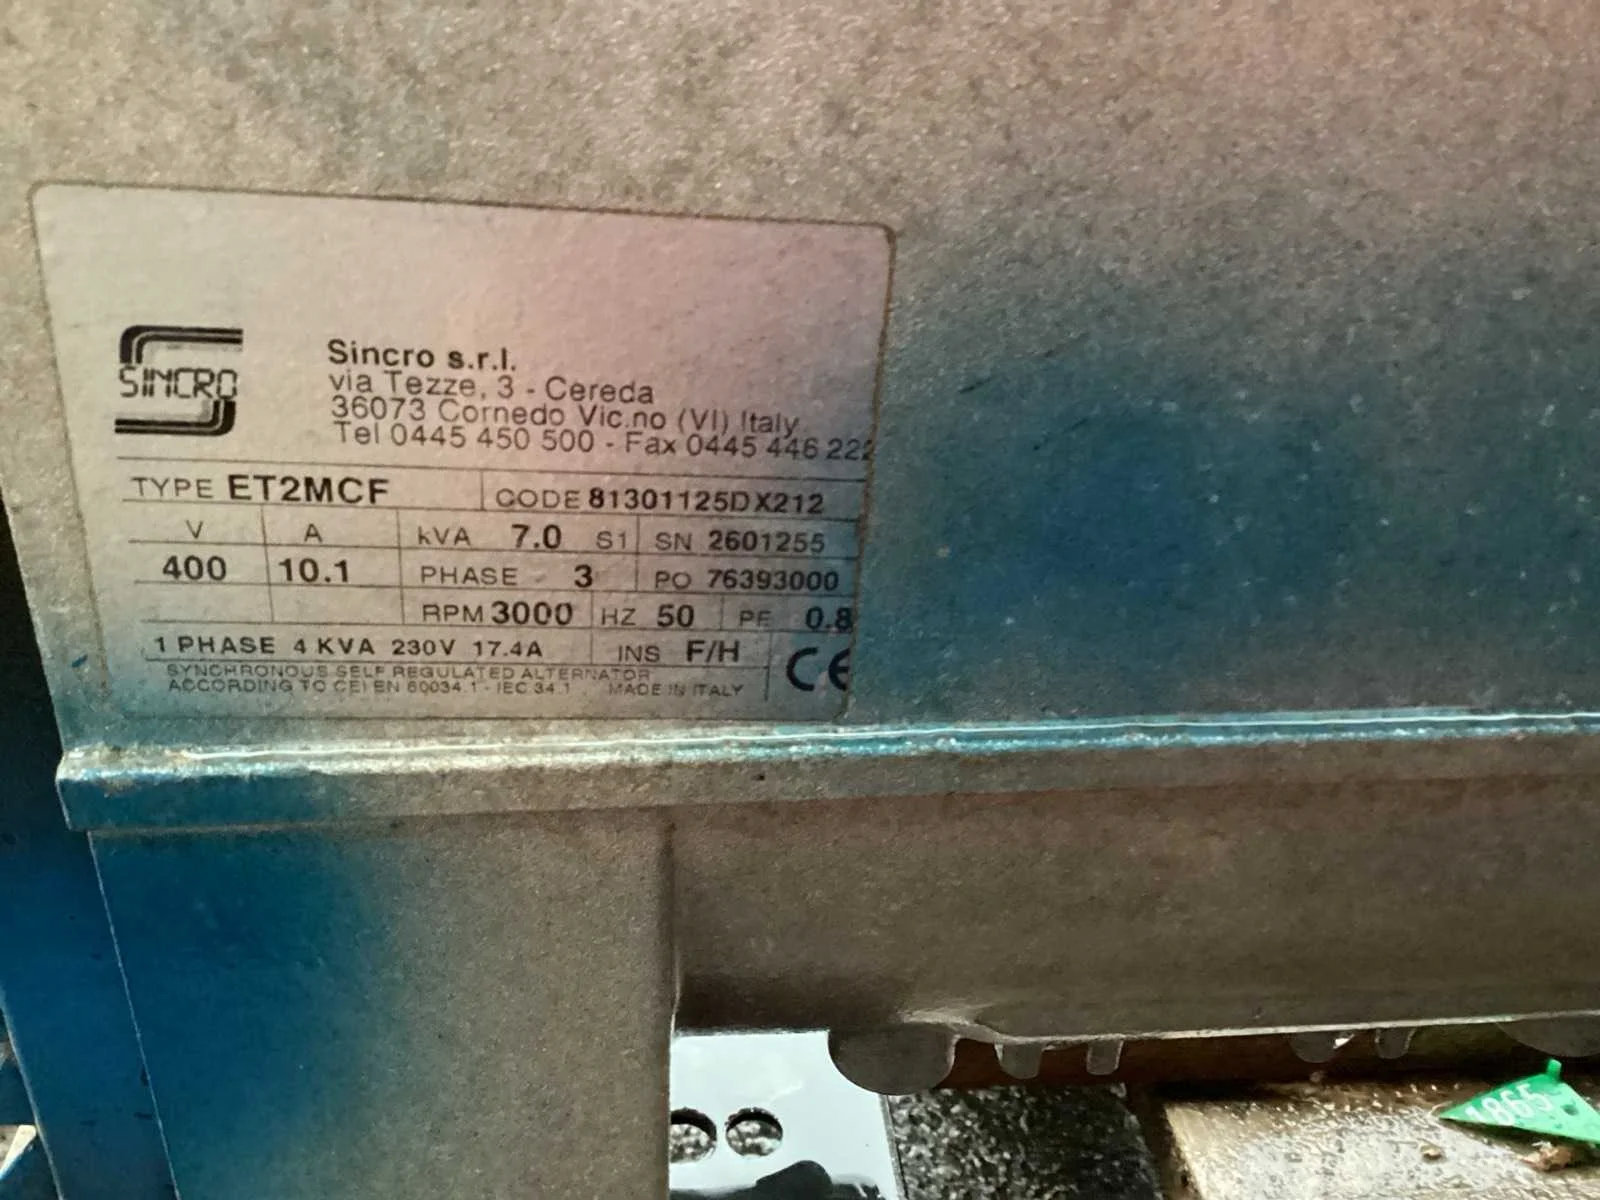 SINCRO
Sincro s.r.l.
via Tezze, 3 - Cereda
36073 Cornedo Vic.no (VI) Italy
Tel 0445 450 500 - Fax 0445 446 222
TYPE ET2MCF CODE 81301125DX212
V A kVA 7.0 S1 SN 2601255
400 10.1 PHASE 3 PO 76393000
RPM 3000 HZ 50 PF 0.8
1 PHASE 4 KVA 230V 17.4A INS F/H
SYNCHRONOUS SELF REGULATED ALTERNATOR
ACCORDING TO CEI EN 60034.1 - IEC 34.1 MADE IN ITALY
CE
1865